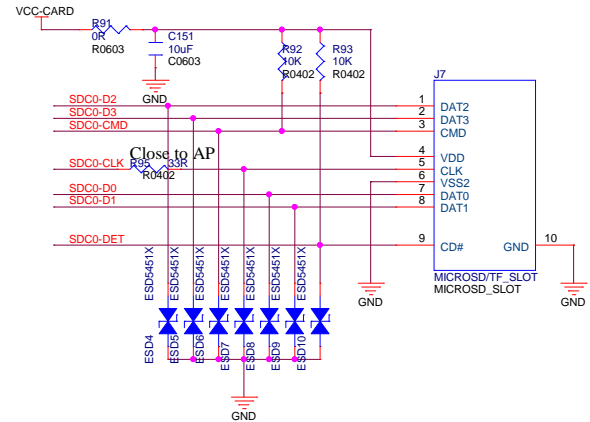 VCC-CARD
R91
0R
R0603
C151
10uF
C0603
GND
R92
10K
R0402
R93
10K
R0402
J7
SDC0-D2
1
DAT2
SDC0-D3
2
DAT3
SDC0-CMD
3
CMD
Close to AP
4
VDD
SDC0-CLK
R95
33R
R0402
5
CLK
6
VSS2
SDC0-D0
7
DAT0
SDC0-D1
8
DAT1
SDC0-DET
9
CD#
GND
10
MICROSD/TF_SLOT
MICROSD_SLOT
GND
GND
ESD5451X
ESD5451X
ESD5451X
ESD5451X
ESD5451X
ESD5451X
ESD5451X
ESD4
ESD5
ESD6
ESD7
ESD8
ESD9
ESD10
GND